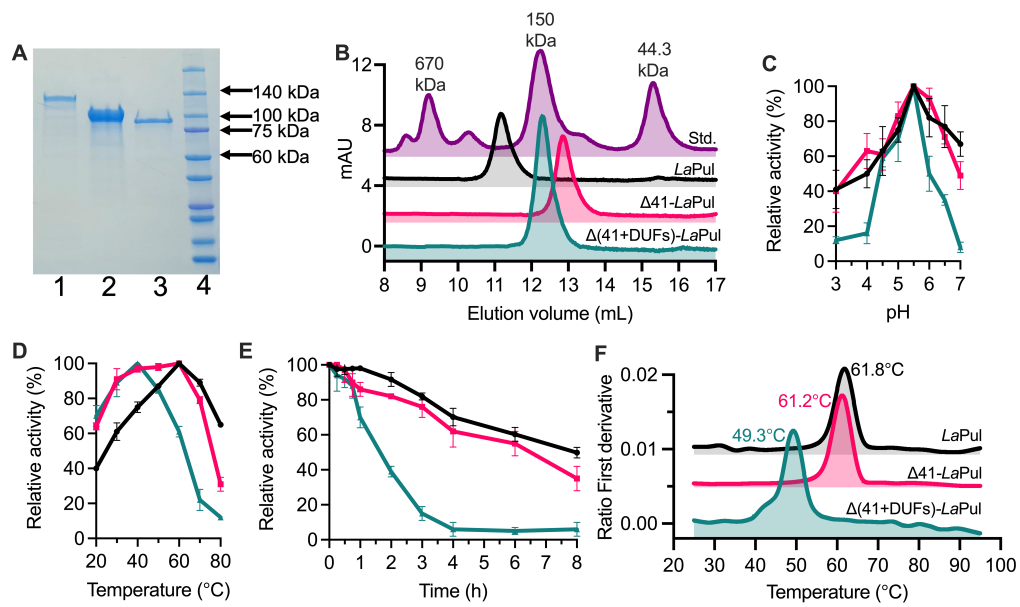 A
140 kDa
100 kDa
75 kDa
60 kDa
1 2 3 4
B
mAU
12
8
4
0
670
kDa
150
kDa
44.3
kDa
Std.
LaPul
Δ41-LaPul
Δ(41+DUFs)-LaPul
8 9 10 11 12 13 14 15 16 17
Elution volume (mL)
C
Relative activity (%)
100
80
60
40
20
0
3 4 5 6 7
pH
D
Relative activity (%)
100
80
60
40
20
0
20 40 60 80
Temperature (°C)
E
Relative activity (%)
100
80
60
40
20
0
0 1 2 3 4 5 6 7 8
Time (h)
F
Ratio First derivative
0.02
0.01
0.00
61.8°C
61.2°C
49.3°C
LaPul
Δ41-LaPul
Δ(41+DUFs)-LaPul
20 30 40 50 60 70 80 90 100
Temperature (°C)